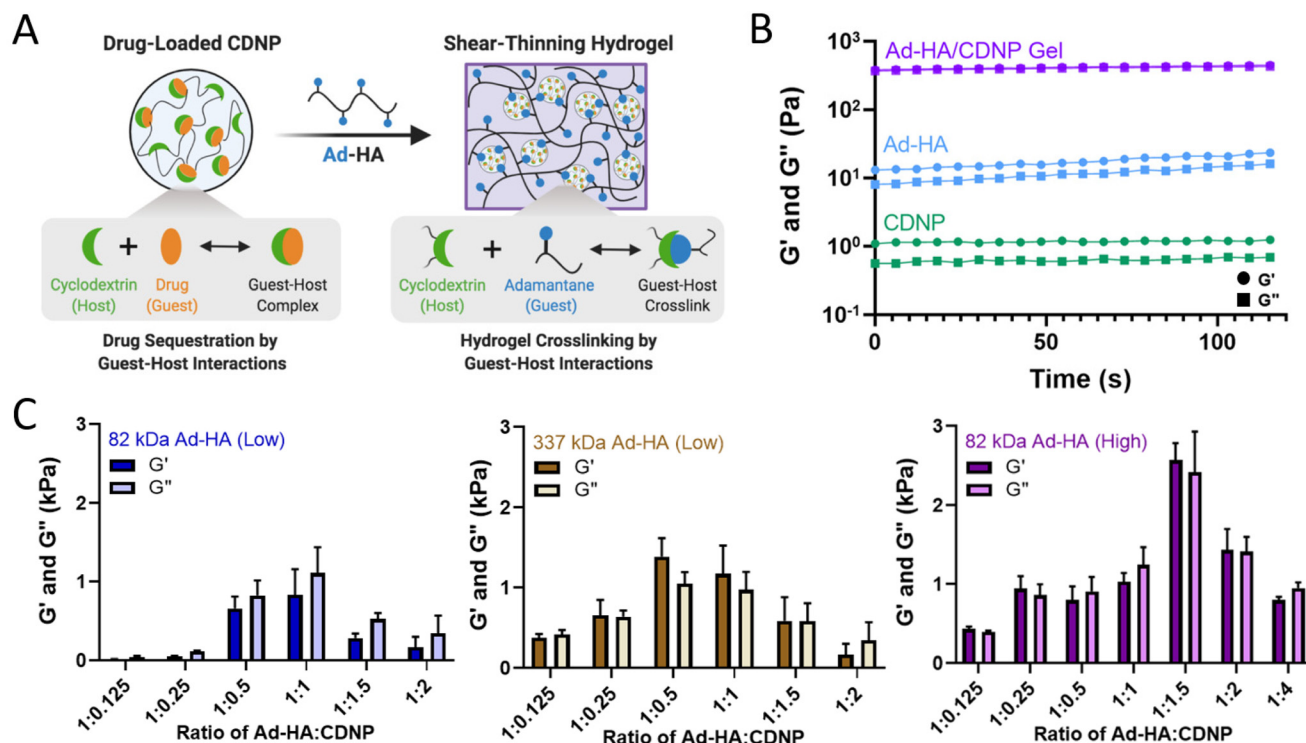 A
Drug-Loaded CDNP
Shear-Thinning Hydrogel
Ad-HA
Cyclodextrin
(Host)
Drug
(Guest)
Guest-Host
Complex
Cyclodextrin
(Host)
Adamantane
(Guest)
Guest-Host
Crosslink
Drug Sequestration by
Guest-Host Interactions
Hydrogel Crosslinking by
Guest-Host Interactions
B
G' and G'' (Pa)
10³
10²
10¹
10⁰
10⁻¹
Ad-HA/CDNP Gel
Ad-HA
CDNP
G'
G''
0
50
100
Time (s)
C
G' and G'' (kPa)
3
2
1
0
82 kDa Ad-HA (Low)
G'
G''
1:0.125
1:0.25
1:0.5
1:1
1:1.5
1:2
Ratio of Ad-HA:CDNP
G' and G'' (kPa)
3
2
1
0
337 kDa Ad-HA (Low)
G'
G''
1:0.125
1:0.25
1:0.5
1:1
1:1.5
1:2
Ratio of Ad-HA:CDNP
G' and G'' (kPa)
3
2
1
0
82 kDa Ad-HA (High)
G'
G''
1:0.125
1:0.25
1:0.5
1:1
1:1.5
1:2
1:4
Ratio of Ad-HA:CDNP